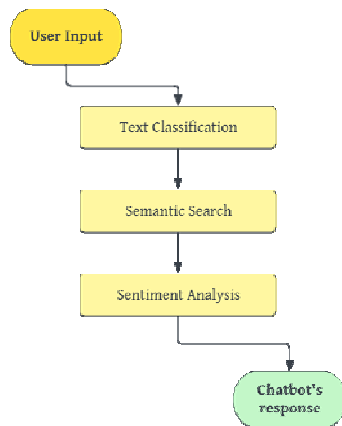 User Input
Text Classification
Semantic Search
Sentiment Analysis
Chatbot's
response